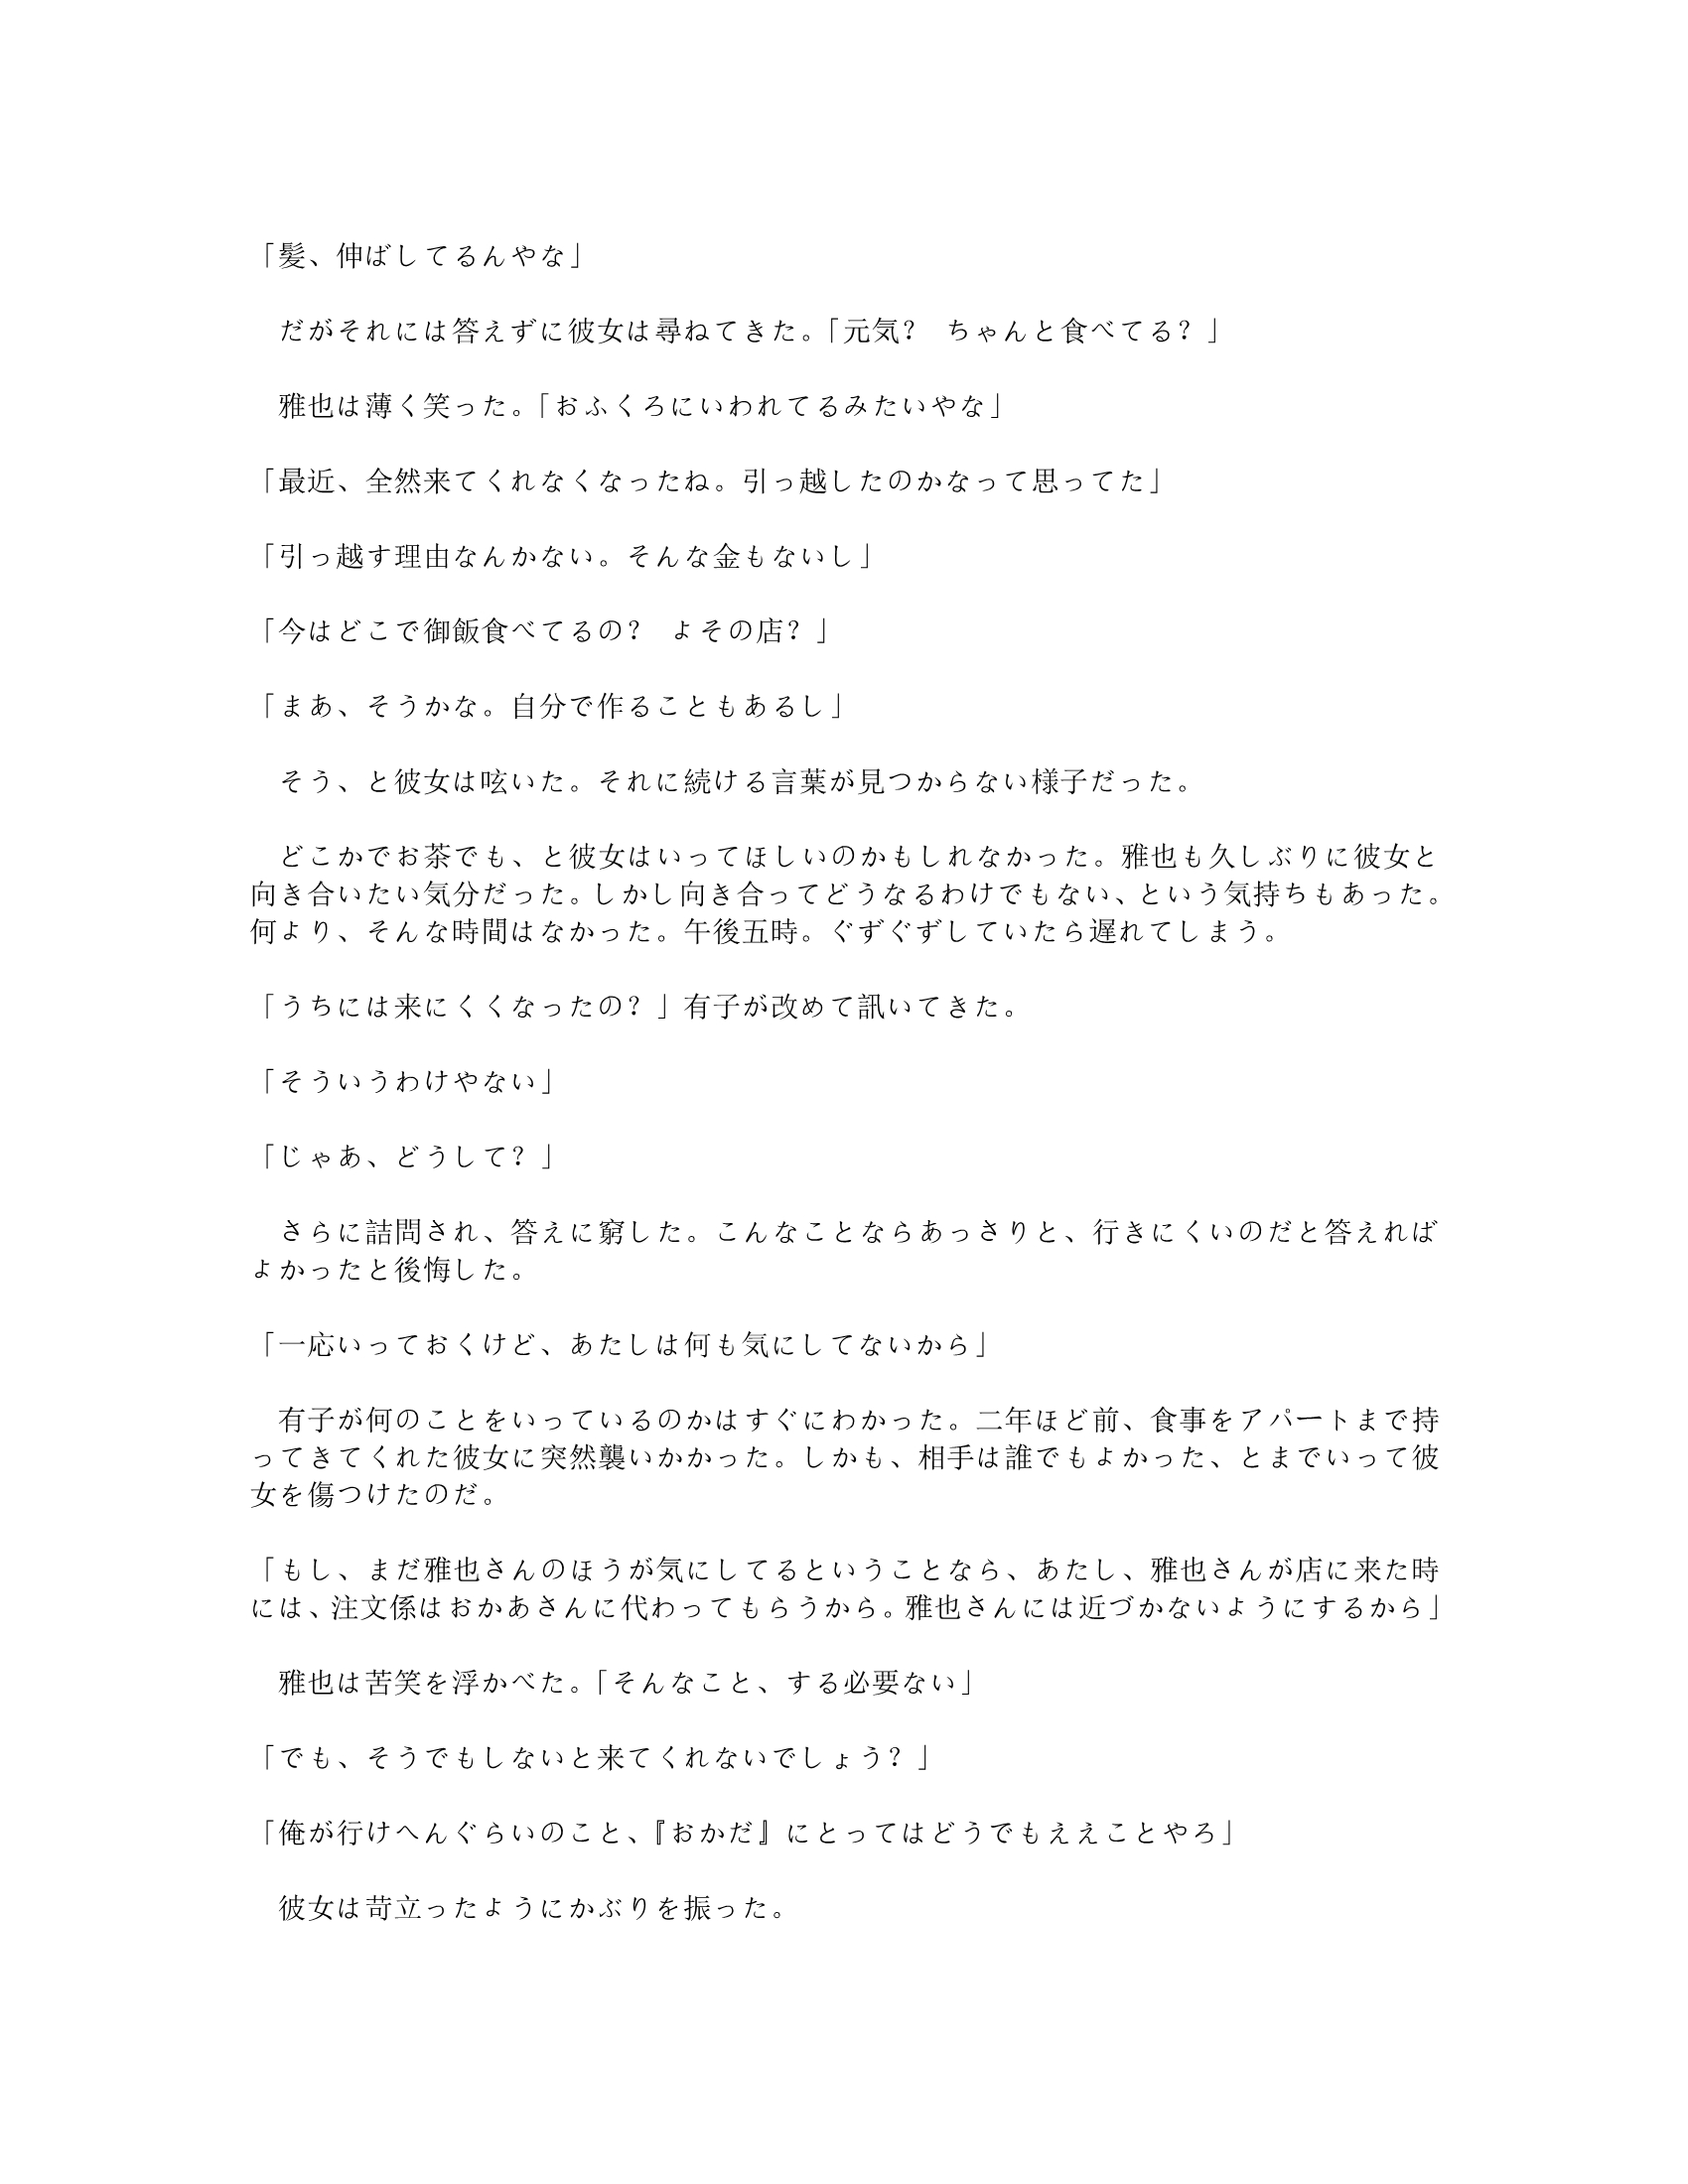 「髪、伸ばしてるんやな」
　だがそれには答えずに彼女は尋ねてきた。「元気？　ちゃんと食べてる？」
　雅也は薄く笑った。「おふくろにいわれてるみたいやな」
「最近、全然来てくれなくなったね。引っ越したのかなって思ってた」
「引っ越す理由なんかない。そんな金もないし」
「今はどこで御飯食べてるの？　よその店？」
「まあ、そうかな。自分で作ることもあるし」
　そう、と彼女は呟いた。それに続ける言葉が見つからない様子だった。
　どこかでお茶でも、と彼女はいってほしいのかもしれなかった。雅也も久しぶりに彼女と
向き合いたい気分だった。しかし向き合ってどうなるわけでもない、という気持ちもあった。
何より、そんな時間はなかった。午後五時。ぐずぐずしていたら遅れてしまう。
「うちには来にくくなったの？」有子が改めて訊いてきた。
「そういうわけやない」
「じゃあ、どうして？」
　さらに詰問され、答えに窮した。こんなことならあっさりと、行きにくいのだと答えれば
よかったと後悔した。
「一応いっておくけど、あたしは何も気にしてないから」
　有子が何のことをいっているのかはすぐにわかった。二年ほど前、食事をアパートまで持
ってきてくれた彼女に突然襲いかかった。しかも、相手は誰でもよかった、とまでいって彼
女を傷つけたのだ。
「もし、まだ雅也さんのほうが気にしてるということなら、あたし、雅也さんが店に来た時
には、注文係はおかあさんに代わってもらうから。雅也さんには近づかないようにするから」
　雅也は苦笑を浮かべた。「そんなこと、する必要ない」
「でも、そうでもしないと来てくれないでしょう？」
「俺が行けへんぐらいのこと、『おかだ』にとってはどうでもええことやろ」
　彼女は苛立ったようにかぶりを振った。